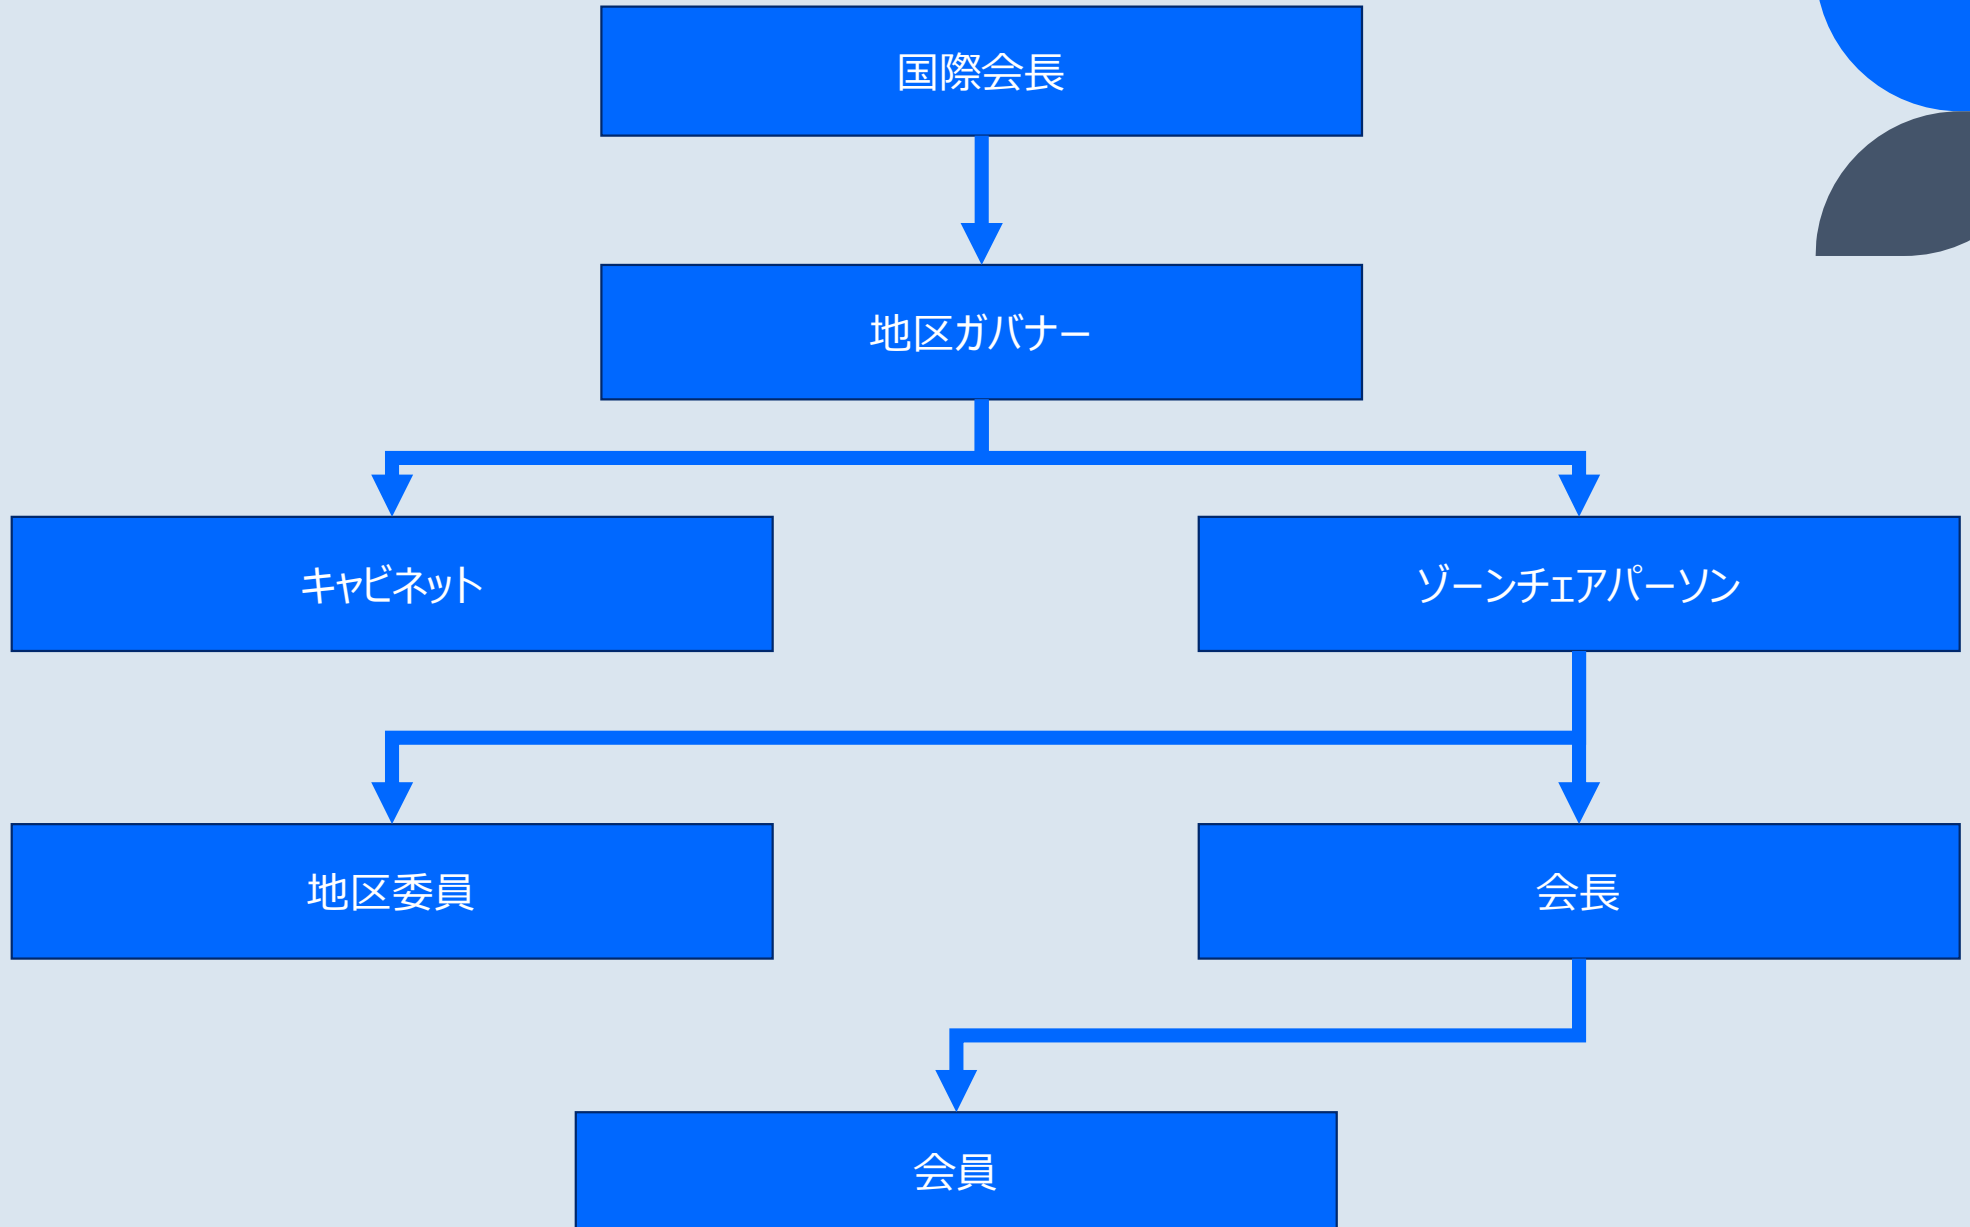 国際会長
地区ガバナー
キャビネット
ゾーンチェアパーソン
地区委員
会長
会員